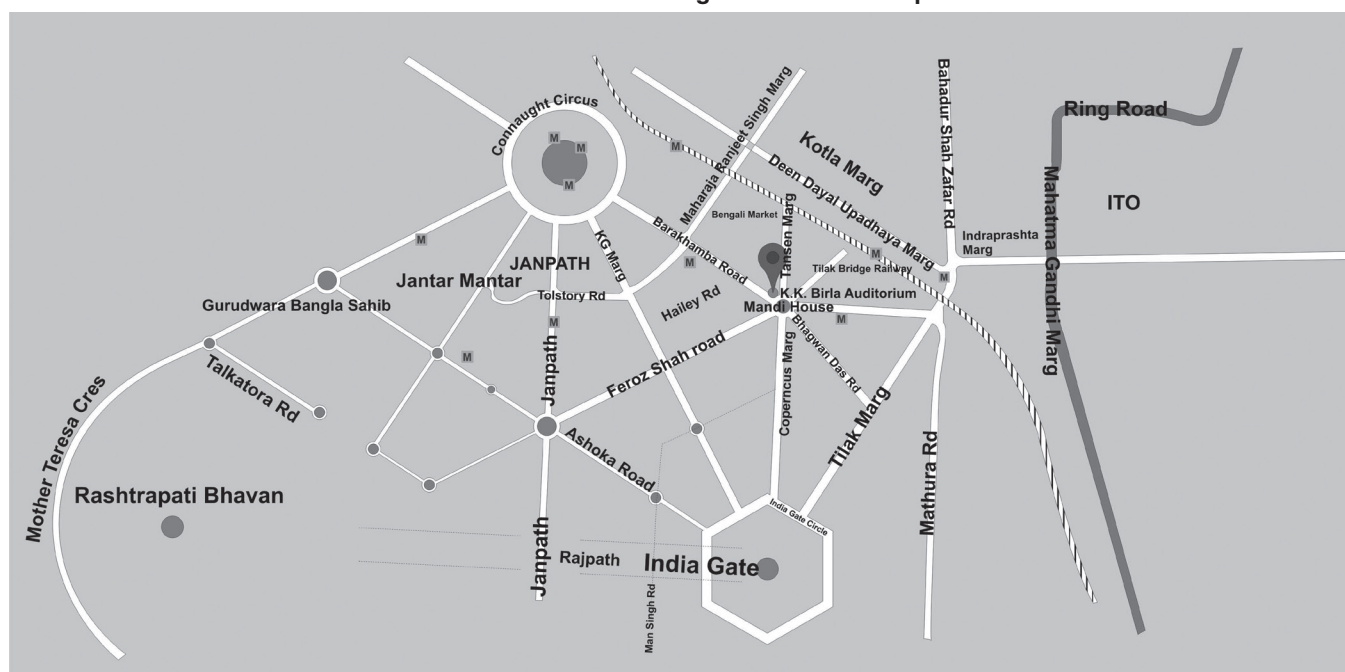 Connaught Circus
M
M
M
M
Maharaja Ranjeet Singh Marg
Kotla Marg
Deen Dayal Upadhaya Marg
Bahadur Shah Zafar Rd
Ring Road
Mahatma Gandhi Marg
ITO
Indraprashta
Marg
Bengali Market
Tansen Marg
Barakhamba Road
KG Marg
M
M
M
M
JANPATH
Jantar Mantar
Tolstory Rd
Hailey Rd
Tilak Bridge Railway
K.K. Birla Auditorium
Mandi House
M
M
M
Gurudwara Bangla Sahib
Talkatora Rd
Janpath
Feroz Shah road
Copernicus Marg
Bhagwan Das Rd
Tilak Marg
Mathura Rd
Mother Teresa Cres
Ashoka Road
Rashtrapati Bhavan
India Gate Circle
Janpath
Rajpath
India Gate
Man Singh Rd